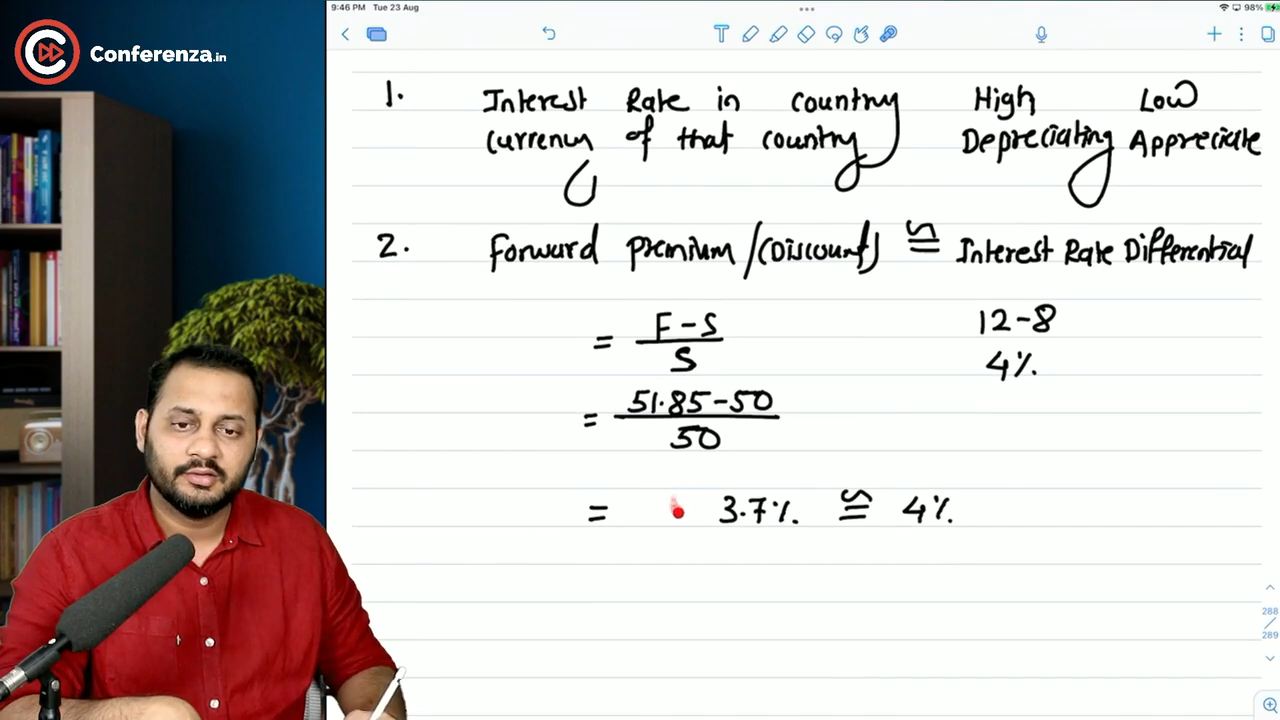 Conferenza.in
9:46 PM Tue 23 Aug
98%
1. Interest Rate in country High Low
currency of that country Depreciating Appreciate
2. Forward Premium/(Discount) ≌ Interest Rate Differential
= F-S / S
12-8
4%
= 51.85-50 / 50
= 3.7% ≌ 4%
288
289